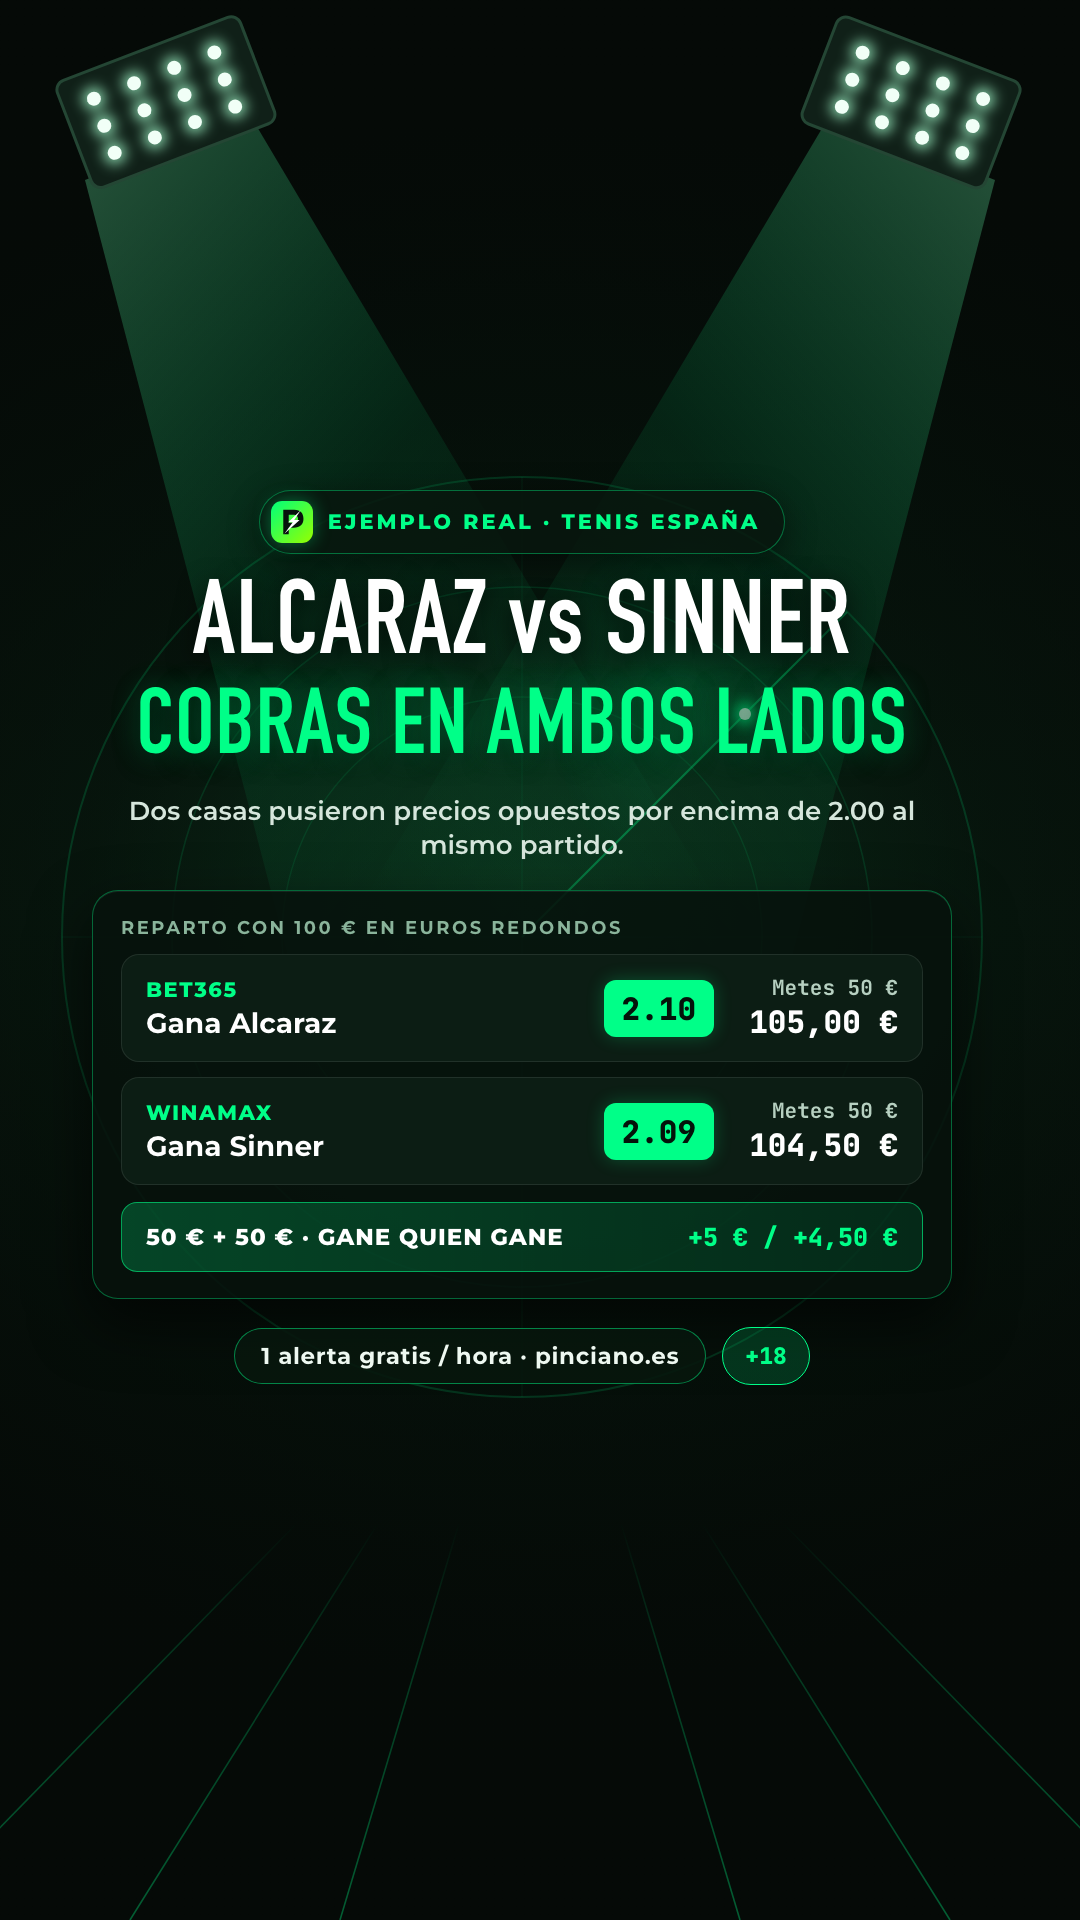 EJEMPLO REAL · TENIS ESPAÑA
ALCARAZ vs SINNER
COBRAS EN AMBOS LADOS
Dos casas pusieron precios opuestos por encima de 2.00 al
mismo partido.
REPARTO CON 100 € EN EUROS REDONDOS
BET365
Gana Alcaraz
2.10
Metes 50 €
105,00 €
WINAMAX
Gana Sinner
2.09
Metes 50 €
104,50 €
50 € + 50 € · GANE QUIEN GANE
+5 € / +4,50 €
1 alerta gratis / hora · pinciano.es
+18